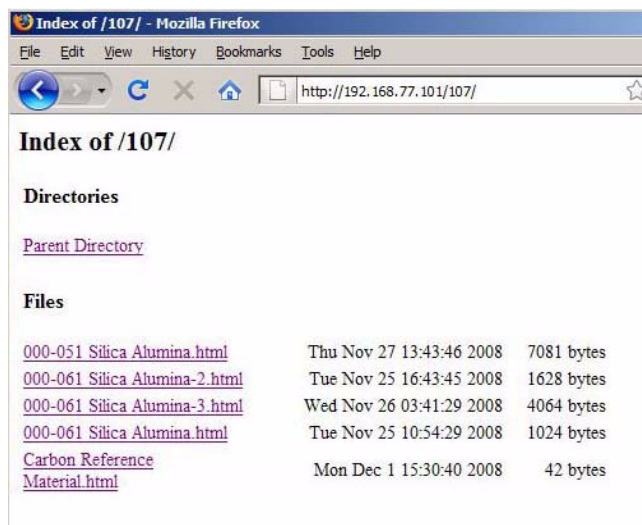 Index of /107/ - Mozilla Firefox
File Edit View History Bookmarks Tools Help
http://192.168.77.101/107/
Index of /107/
Directories
Parent Directory
Files
000-051 Silica Alumina.html Thu Nov 27 13:43:46 2008 7081 bytes
000-061 Silica Alumina-2.html Tue Nov 25 16:43:45 2008 1628 bytes
000-061 Silica Alumina-3.html Wed Nov 26 03:41:29 2008 4064 bytes
000-061 Silica Alumina.html Tue Nov 25 10:54:29 2008 1024 bytes
Carbon Reference
Material.html Mon Dec 1 15:30:40 2008 42 bytes